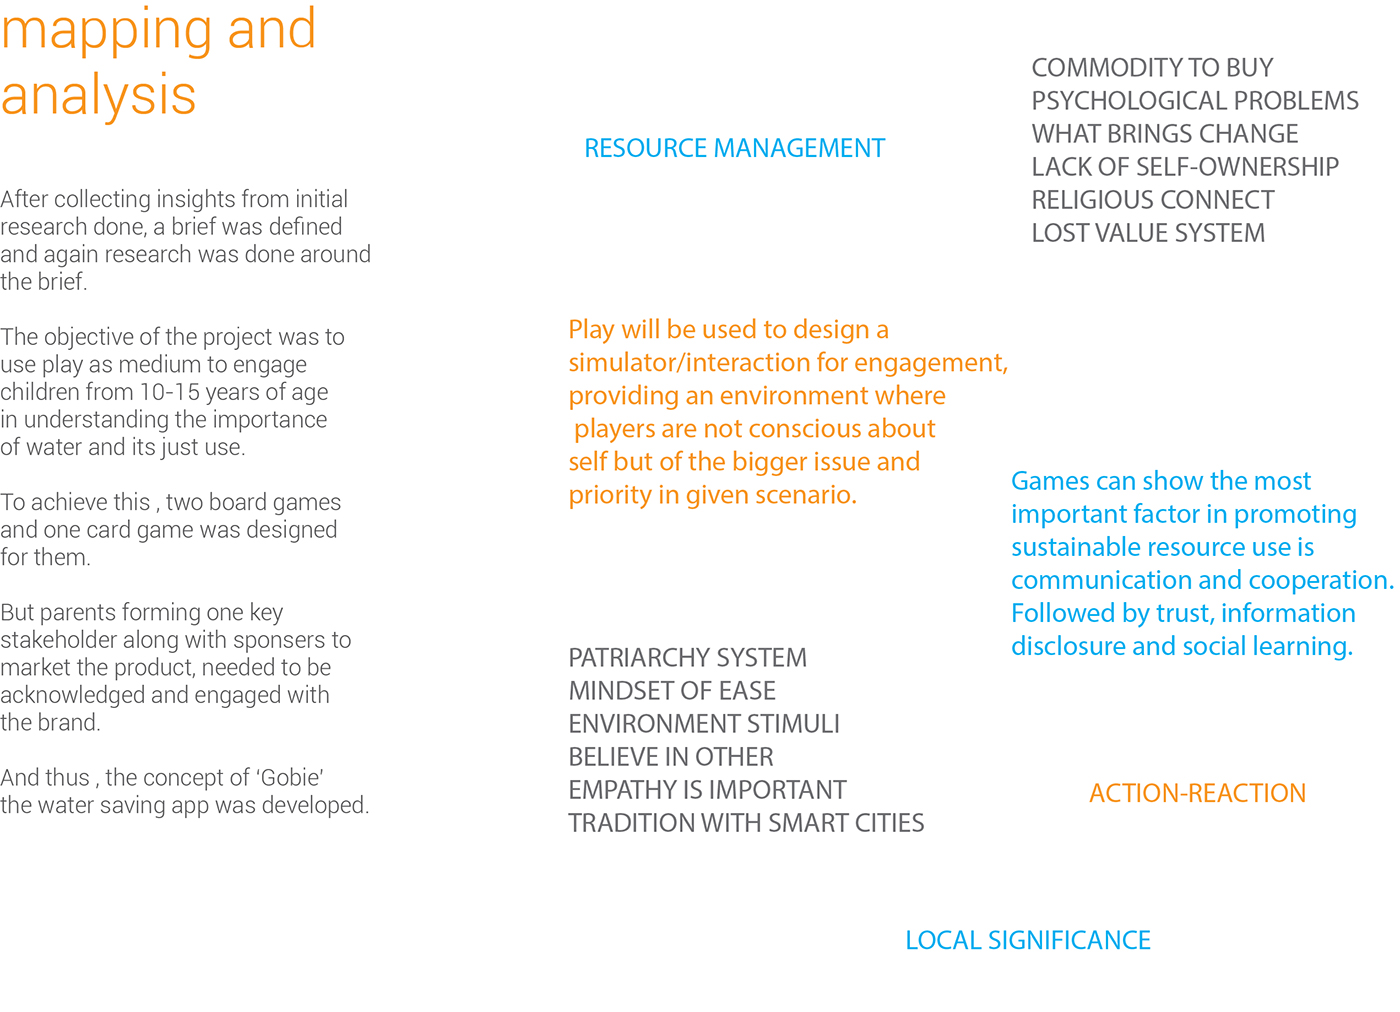 mapping and
analysis
After collecting insights from initial
research done, a brief was defined
and again research was done around
the brief.
The objective of the project was to
use play as medium to engage
children from 10-15 years of age
in understanding the importance
of water and its just use.
To achieve this , two board games
and one card game was designed
for them.
But parents forming one key
stakeholder along with sponsers to
market the product, needed to be
acknowledged and engaged with
the brand.
And thus , the concept of ‘Gobie’
the water saving app was developed.
RESOURCE MANAGEMENT
COMMODITY TO BUY
PSYCHOLOGICAL PROBLEMS
WHAT BRINGS CHANGE
LACK OF SELF-OWNERSHIP
RELIGIOUS CONNECT
LOST VALUE SYSTEM
Play will be used to design a
simulator/interaction for engagement,
providing an environment where
players are not conscious about
self but of the bigger issue and
priority in given scenario.
Games can show the most
important factor in promoting
sustainable resource use is
communication and cooperation.
Followed by trust, information
disclosure and social learning.
PATRIARCHY SYSTEM
MINDSET OF EASE
ENVIRONMENT STIMULI
BELIEVE IN OTHER
EMPATHY IS IMPORTANT
TRADITION WITH SMART CITIES
ACTION-REACTION
LOCAL SIGNIFICANCE